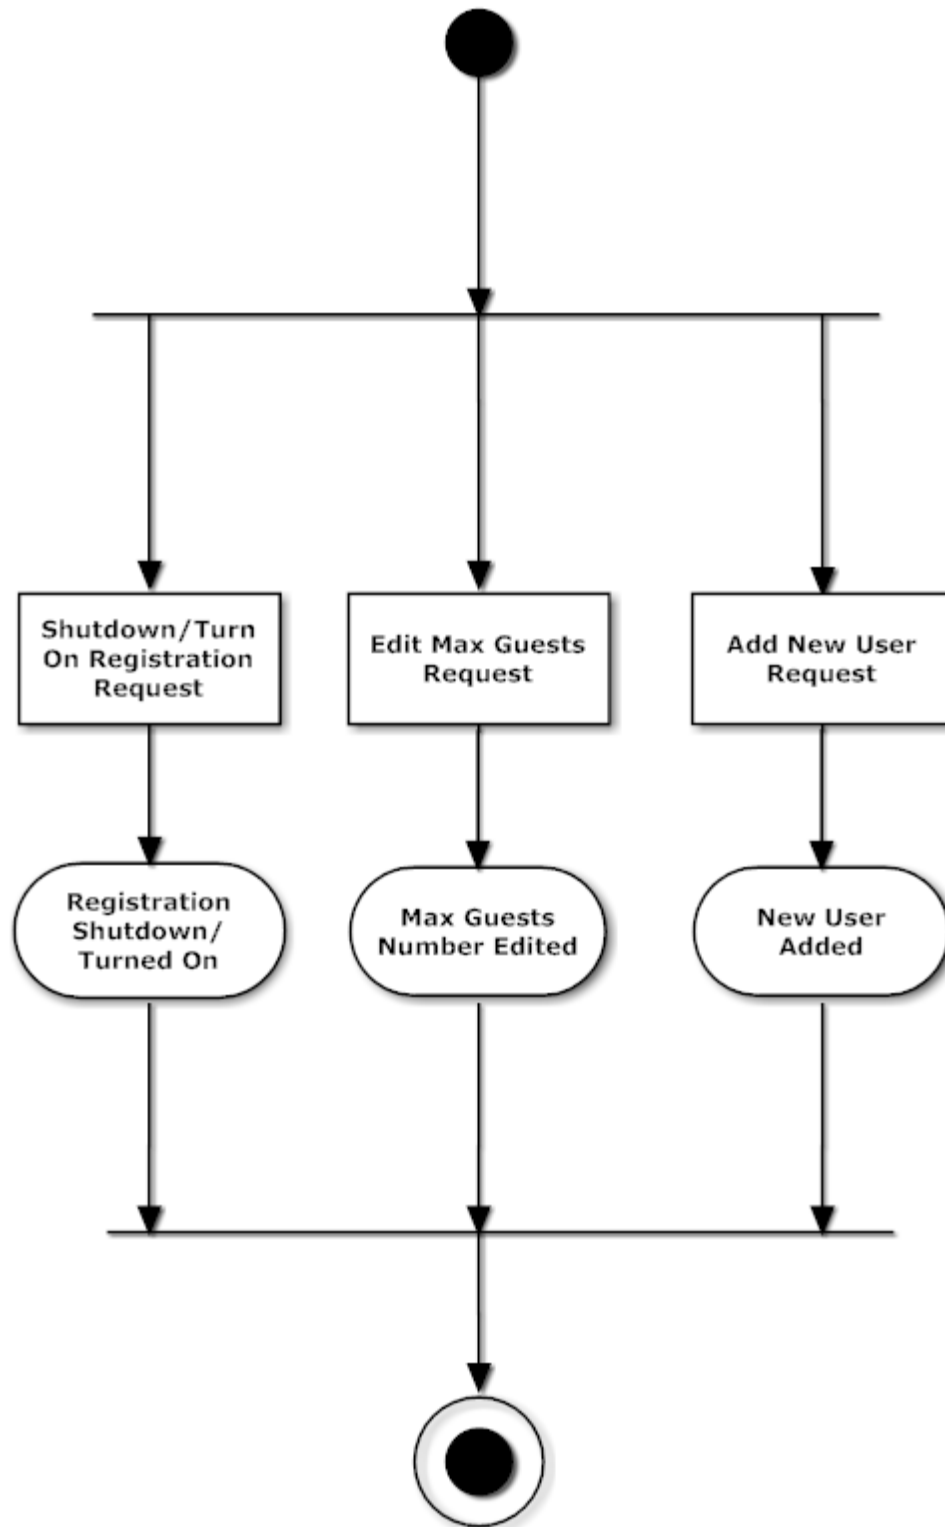 Shutdown/Turn
On Registration
Request
Edit Max Guests
Request
Add New User
Request
Registration
Shutdown/
Turned On
Max Guests
Number Edited
New User
Added